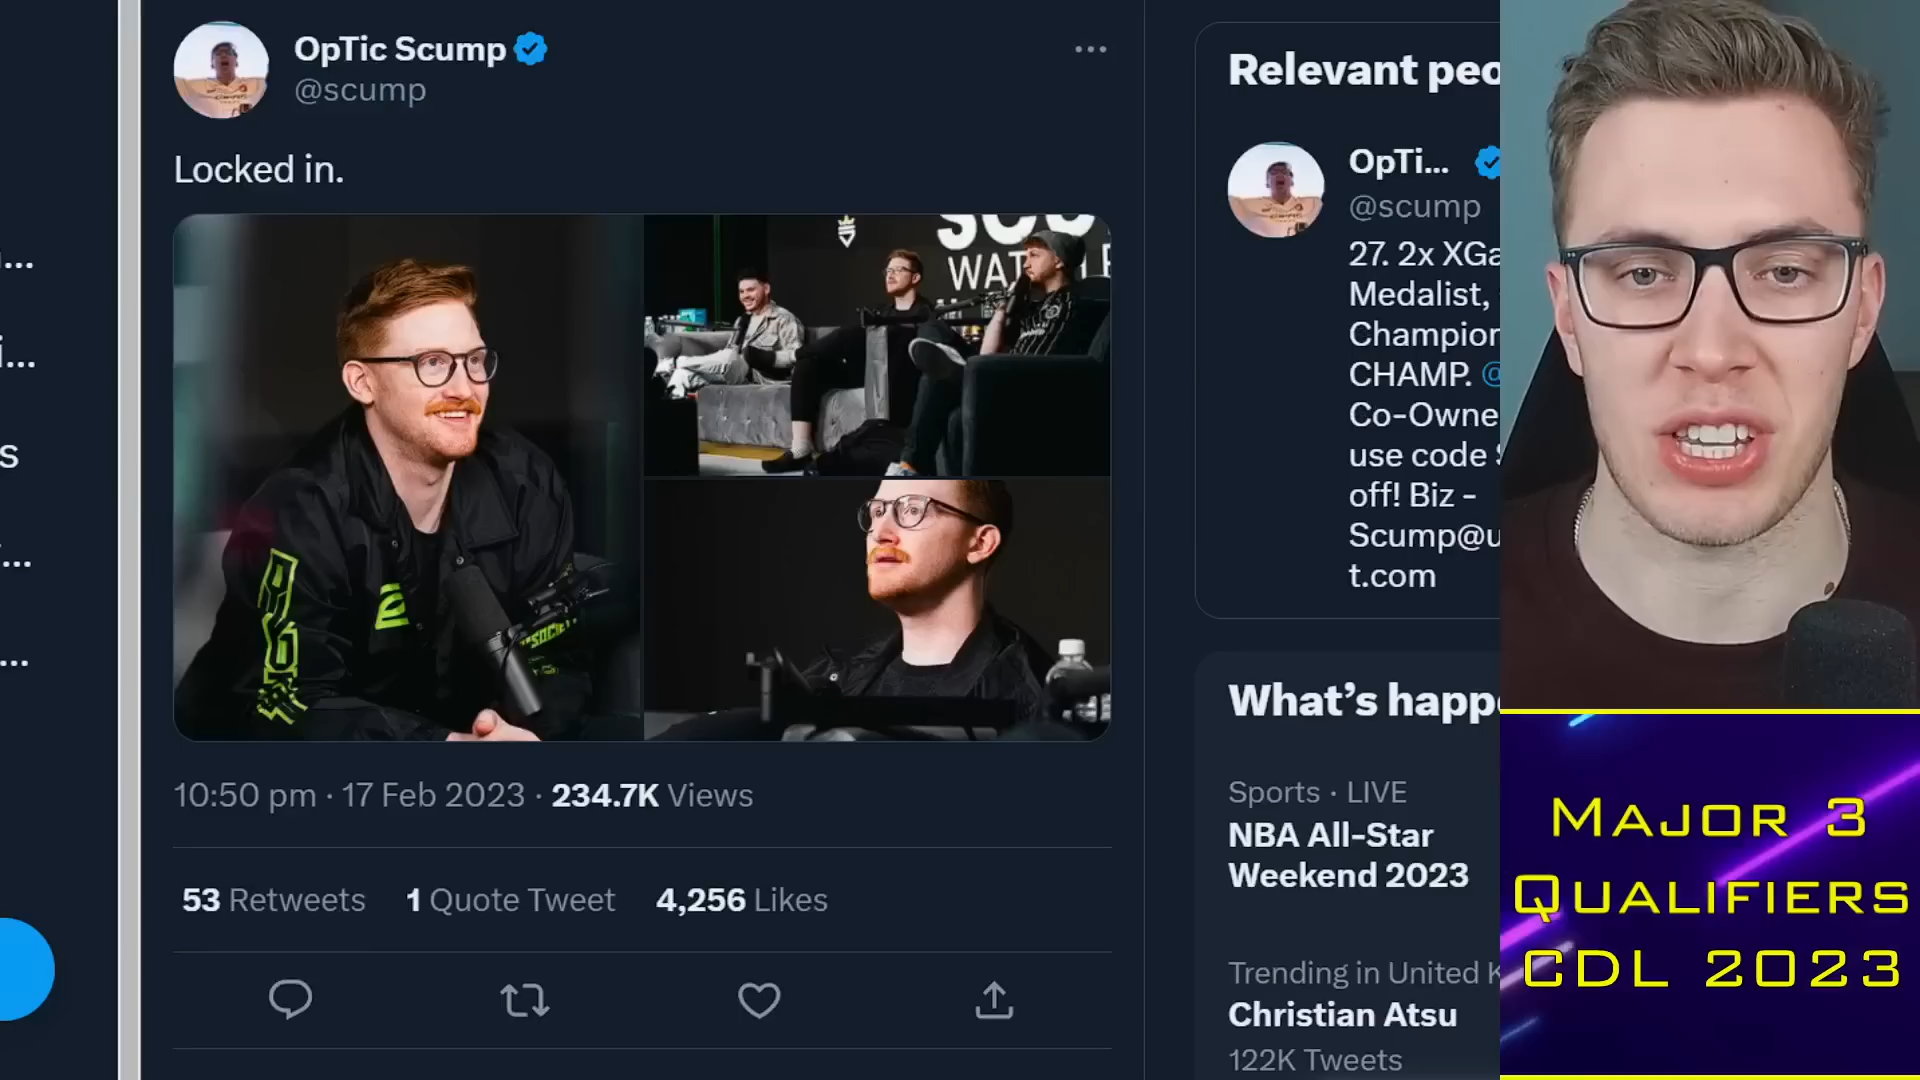 OpTic Scump
@scump
Locked in.
SCU
WAT
10:50 pm · 17 Feb 2023 · 234.7K Views
53 Retweets 1 Quote Tweet 4,256 Likes
...
...
s
...
...
Relevant peo
OpTi...
@scump
27. 2x XGa
Medalist,
Champion
CHAMP. @
Co-Owne
use code
off! Biz -
Scump@u
t.com
What's happe
Sports · LIVE
NBA All-Star
Weekend 2023
Trending in United K
Christian Atsu
122K Tweets
MAJOR 3
QUALIFIERS
CDL 2023